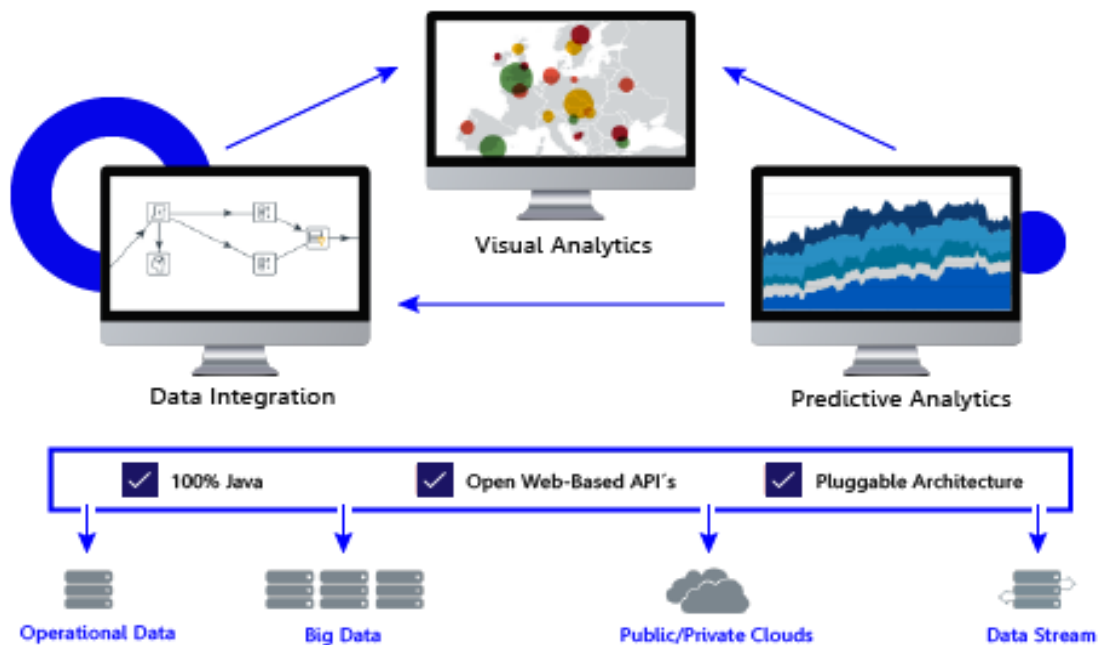 Visual Analytics
Data Integration
Predictive Analytics
100% Java
Open Web-Based API´s
Pluggable Architecture
Operational Data
Big Data
Public/Private Clouds
Data Stream